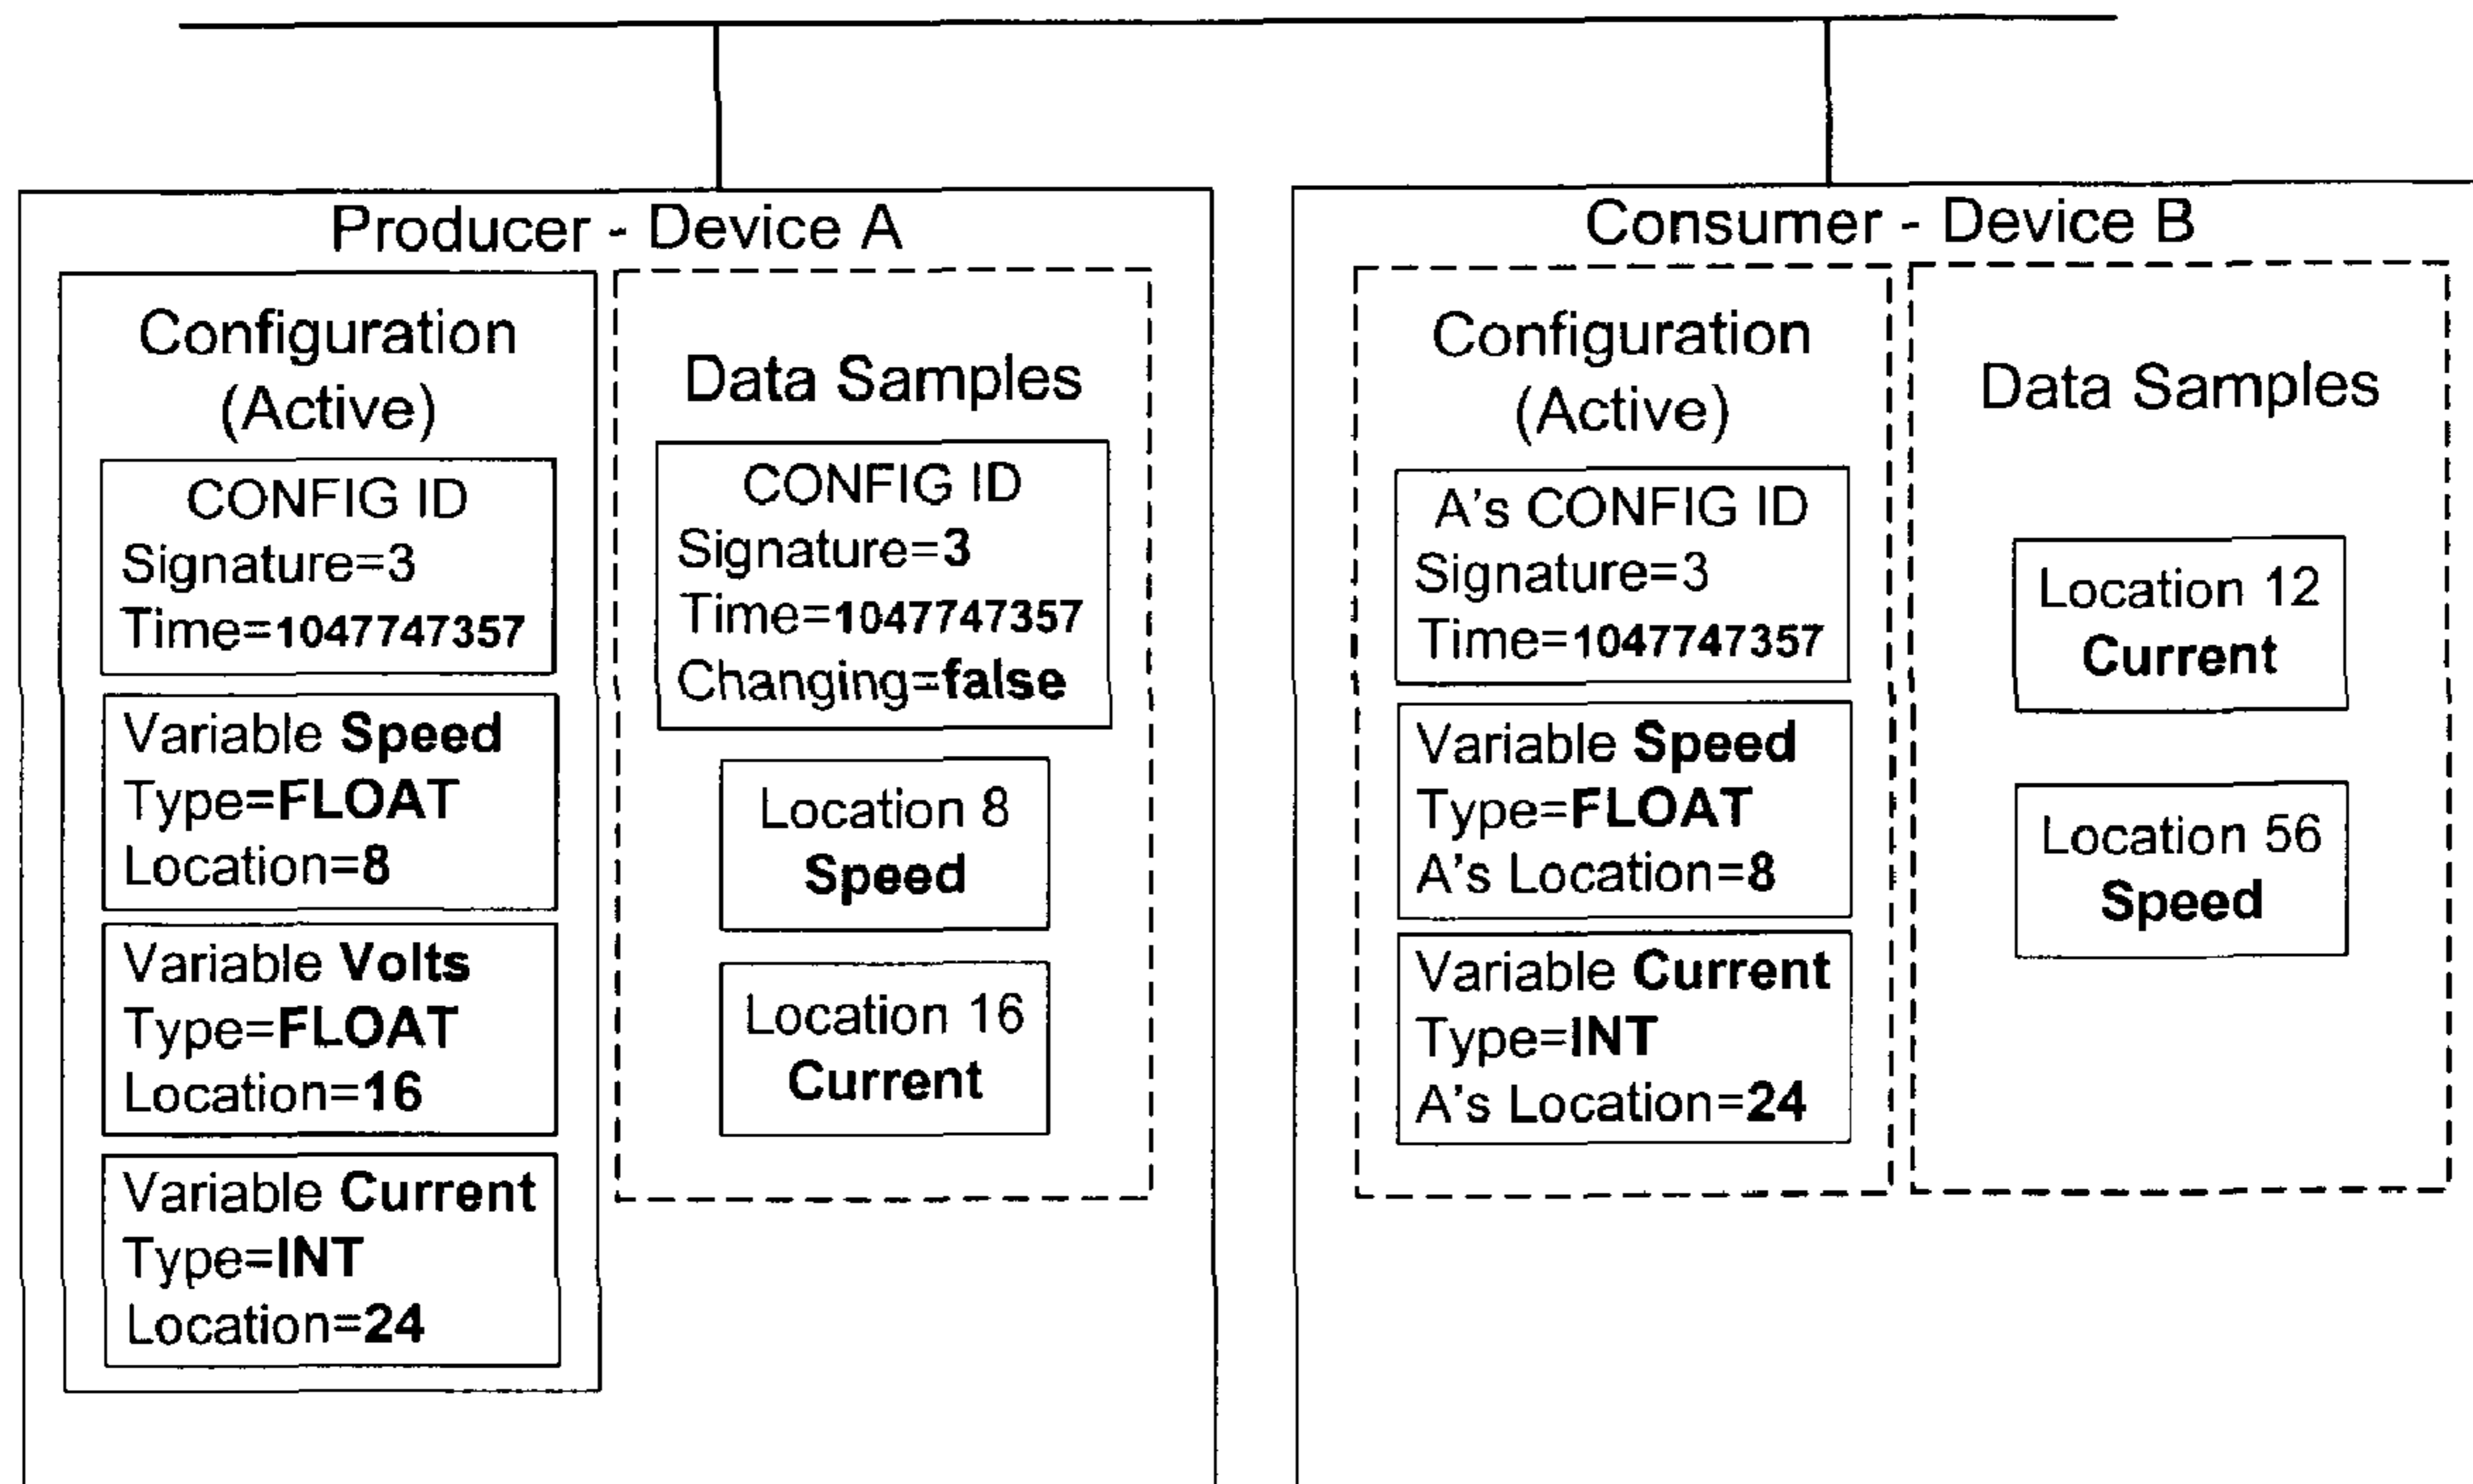 Producer - Device A
Configuration
(Active)
CONFIG ID
Signature=3
Time=1047747357
Variable Speed
Type=FLOAT
Location=8
Variable Volts
Type=FLOAT
Location=16
Variable Current
Type=INT
Location=24
Data Samples
CONFIG ID
Signature=3
Time=1047747357
Changing=false
Location 8
Speed
Location 16
Current
Consumer - Device B
Configuration
(Active)
A's CONFIG ID
Signature=3
Time=1047747357
Variable Speed
Type=FLOAT
A's Location=8
Variable Current
Type=INT
A's Location=24
Data Samples
Location 12
Current
Location 56
Speed